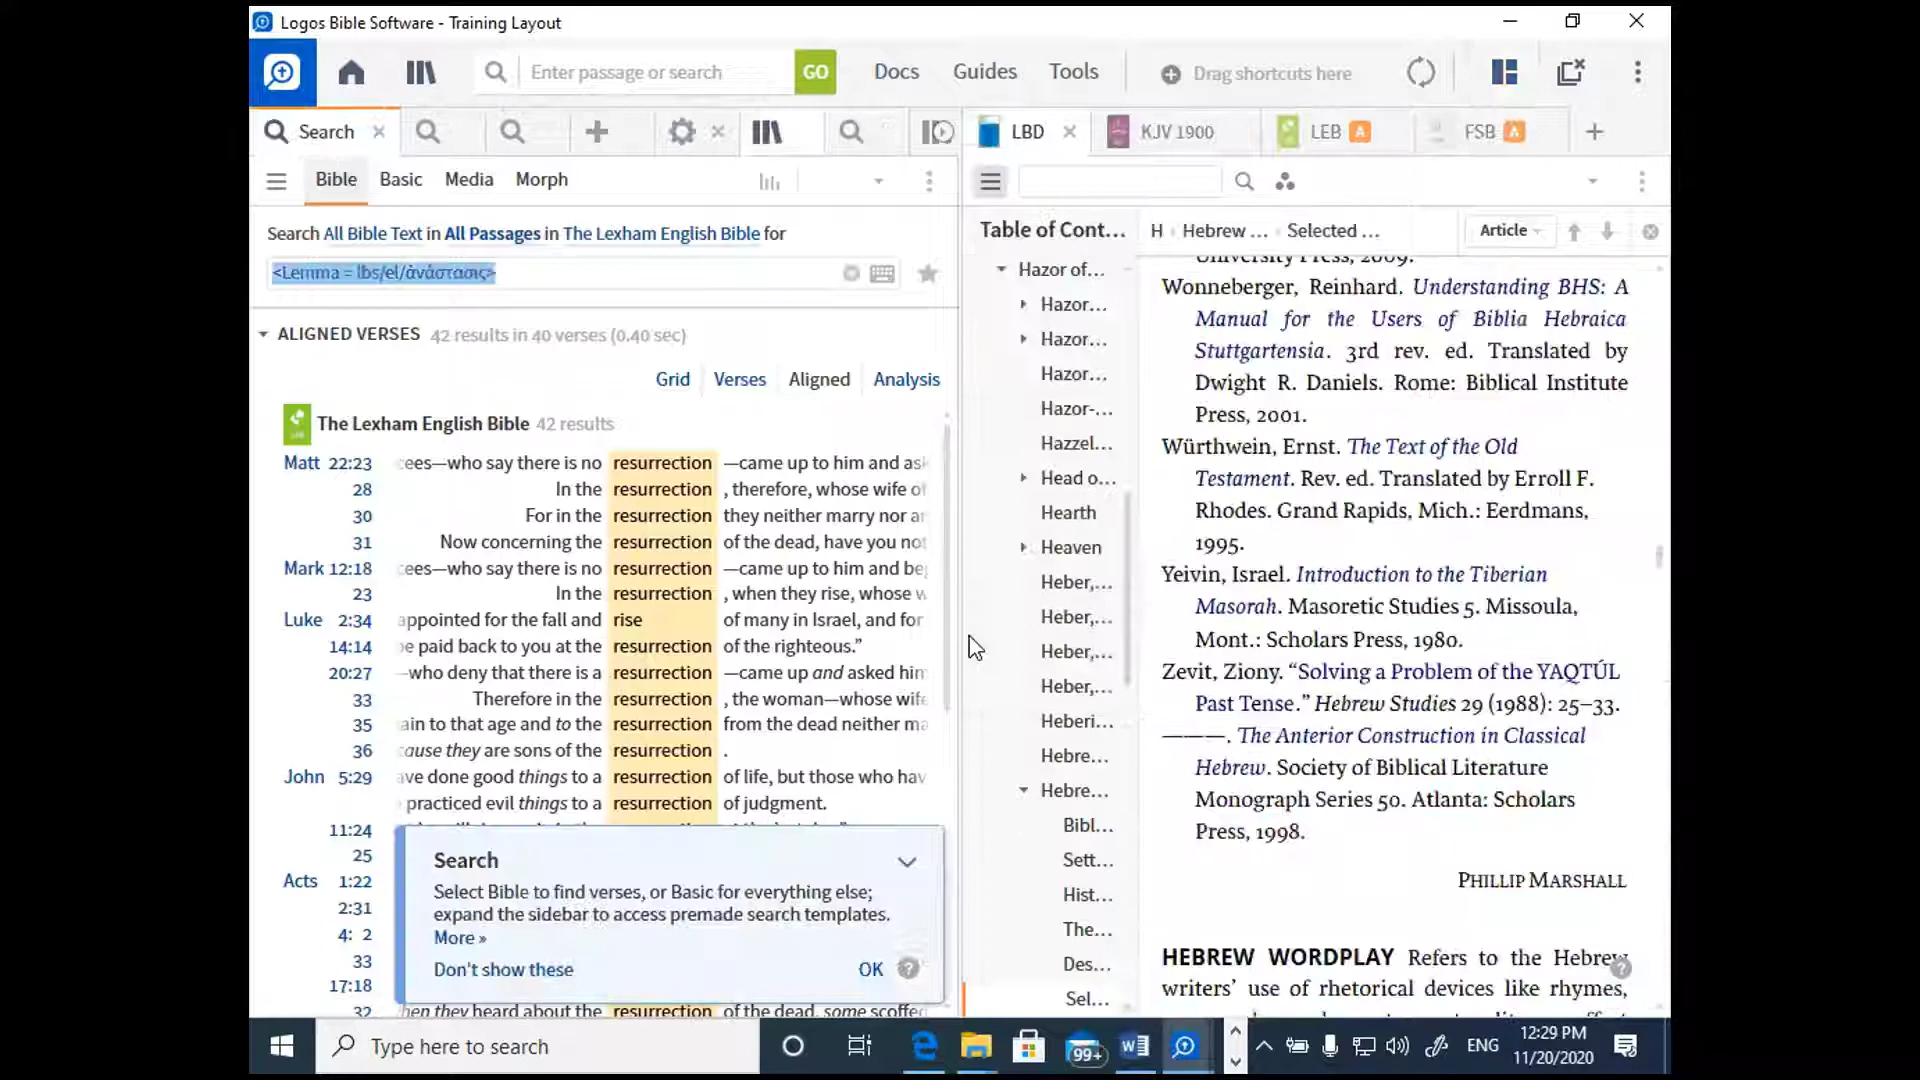 Logos Bible Software - Training Layout
Enter passage or search
GO
Docs
Guides
Tools
Drag shortcuts here
Search
LBD
KJV 1900
LEB A
FSB A
Bible
Basic
Media
Morph
Search All Bible Text in All Passages in The Lexham English Bible for
<Lemma = lbs/el/ἀνάστασις>
ALIGNED VERSES 42 results in 40 verses (0.40 sec)
Grid
Verses
Aligned
Analysis
The Lexham English Bible 42 results
Matt 22:23 cees—who say there is no resurrection —came up to him and ask
28 In the resurrection , therefore, whose wife of
30 For in the resurrection they neither marry nor ar
31 Now concerning the resurrection of the dead, have you not
Mark 12:18 cees—who say there is no resurrection —came up to him and beg
23 In the resurrection , when they rise, whose w
Luke 2:34 appointed for the fall and rise of many in Israel, and for
14:14 be paid back to you at the resurrection of the righteous.”
20:27 —who deny that there is a resurrection —came up and asked him
33 Therefore in the resurrection , the woman—whose wife
35 ain to that age and to the resurrection from the dead neither ma
36 cause they are sons of the resurrection .
John 5:29 ave done good things to a resurrection of life, but those who hav
practiced evil things to a resurrection of judgment.
11:24
25
Acts 1:22
2:31
4: 2
33
17:18
32 hen they heard about the resurrection of the dead, some scoffed
Search
Select Bible to find verses, or Basic for everything else;
expand the sidebar to access premade search templates.
More »
Don't show these
OK
Table of Cont...
Hazor of...
Hazor...
Hazor...
Hazor...
Hazor-...
Hazzel...
Head o...
Hearth
Heaven
Heber,...
Heber,...
Heber,...
Heber,...
Heberi...
Hebre...
Hebre...
Bibl...
Sett...
Hist...
The...
Des...
Sel...
H
Hebrew ...
Selected ...
Article
University Press, 2009.
Wonneberger, Reinhard. Understanding BHS: A
Manual for the Users of Biblia Hebraica
Stuttgartensia. 3rd rev. ed. Translated by
Dwight R. Daniels. Rome: Biblical Institute
Press, 2001.
Würthwein, Ernst. The Text of the Old
Testament. Rev. ed. Translated by Erroll F.
Rhodes. Grand Rapids, Mich.: Eerdmans,
1995.
Yeivin, Israel. Introduction to the Tiberian
Masorah. Masoretic Studies 5. Missoula,
Mont.: Scholars Press, 1980.
Zevit, Ziony. “Solving a Problem of the YAQTÚL
Past Tense.” Hebrew Studies 29 (1988): 25–33.
———. The Anterior Construction in Classical
Hebrew. Society of Biblical Literature
Monograph Series 50. Atlanta: Scholars
Press, 1998.
PHILLIP MARSHALL
HEBREW WORDPLAY Refers to the Hebrew
writers’ use of rhetorical devices like rhymes,
Type here to search
99+
ENG
12:29 PM
11/20/2020